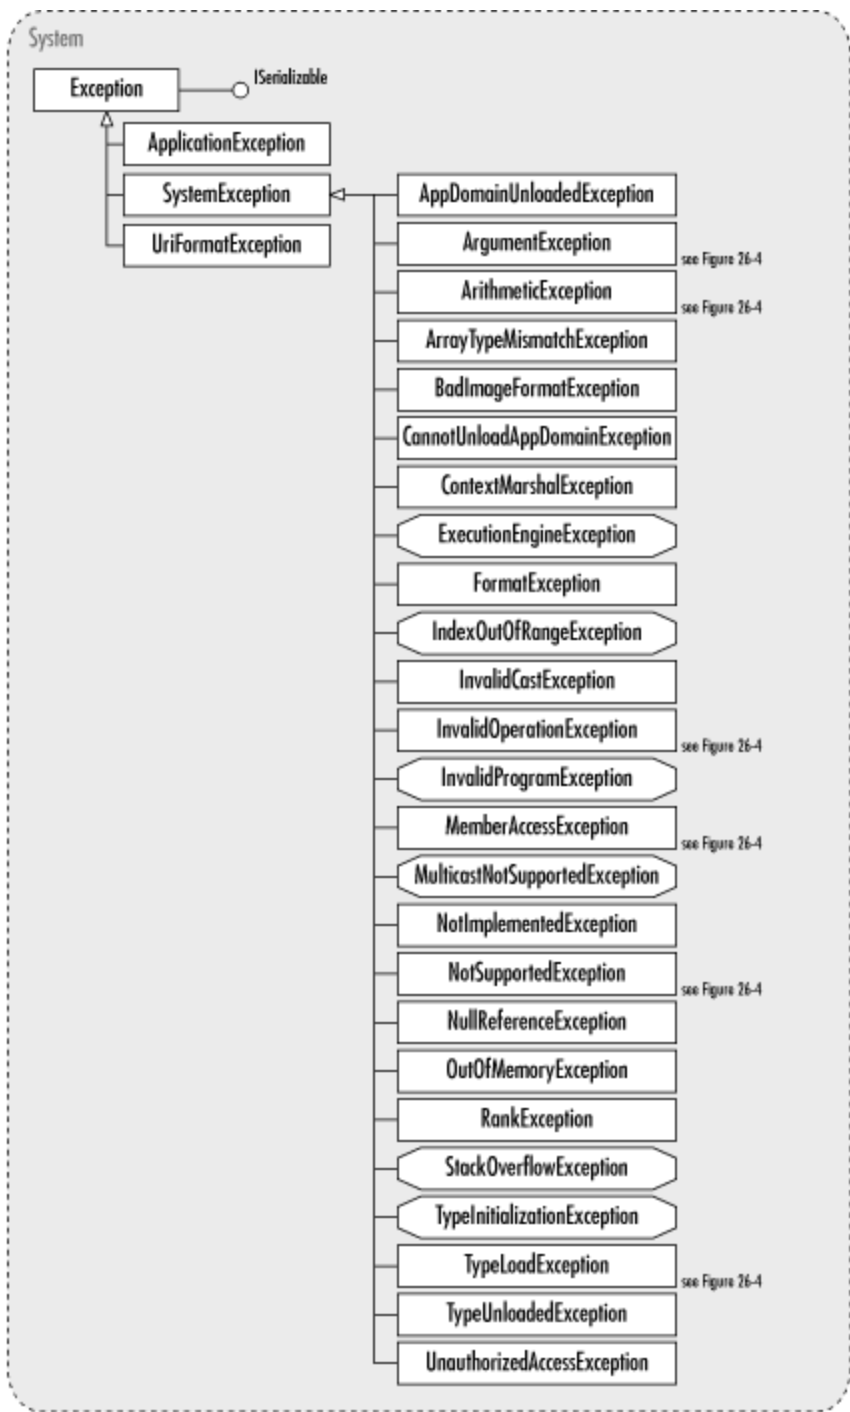 System
Exception
ISerializable
ApplicationException
SystemException
UriFormatException
AppDomainUnloadedException
ArgumentException
see Figure 26-4
ArithmeticException
see Figure 26-4
ArrayTypeMismatchException
BadImageFormatException
CannotUnloadAppDomainException
ContextMarshalException
ExecutionEngineException
FormatException
IndexOutOfRangeException
InvalidCastException
InvalidOperationException
see Figure 26-4
InvalidProgramException
MemberAccessException
see Figure 26-4
MulticastNotSupportedException
NotImplementedException
NotSupportedException
see Figure 26-4
NullReferenceException
OutOfMemoryException
RankException
StackOverflowException
TypeInitializationException
TypeLoadException
see Figure 26-4
TypeUnloadedException
UnauthorizedAccessException